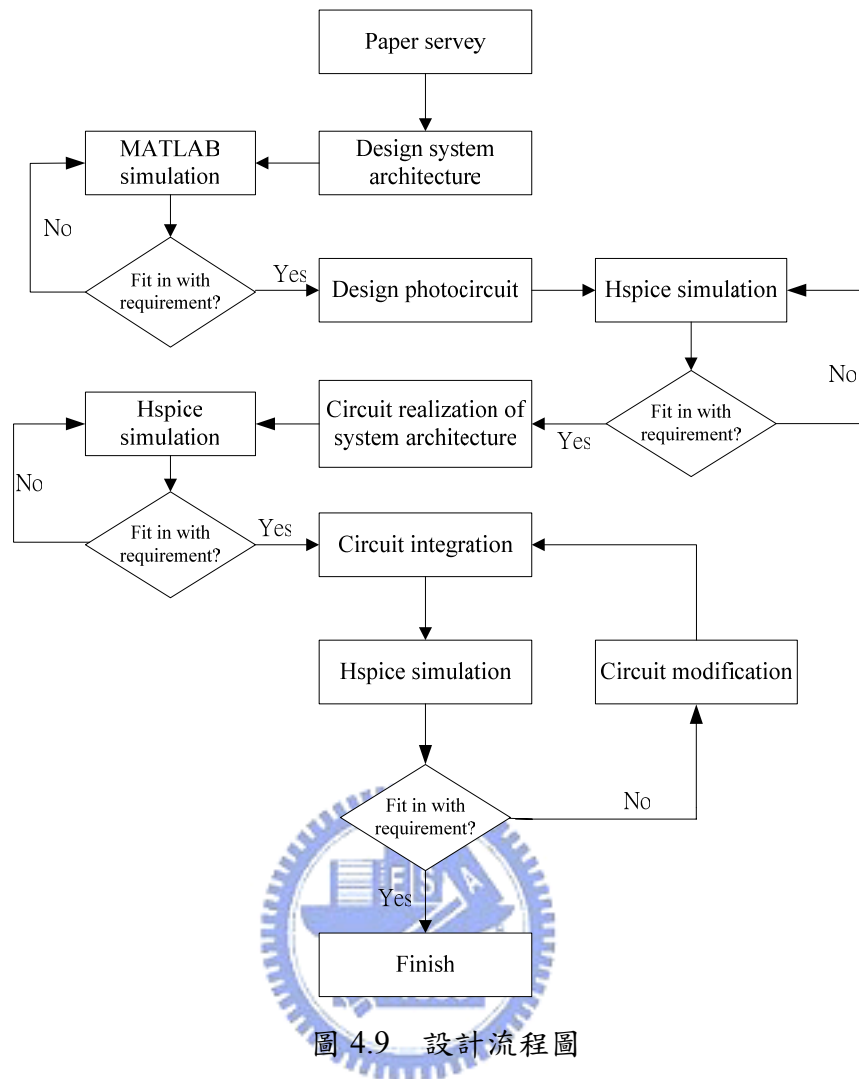 Paper servey
MATLAB
simulation
Design system
architecture
No
Fit in with
requirement?
Yes
Design photocircuit
Hspice simulation
No
Fit in with
requirement?
Yes
Circuit realization of
system architecture
Hspice
simulation
No
Fit in with
requirement?
Yes
Circuit integration
Hspice simulation
Circuit modification
Fit in with
requirement?
No
Yes
Finish
圖 4.9 設計流程圖
ESA